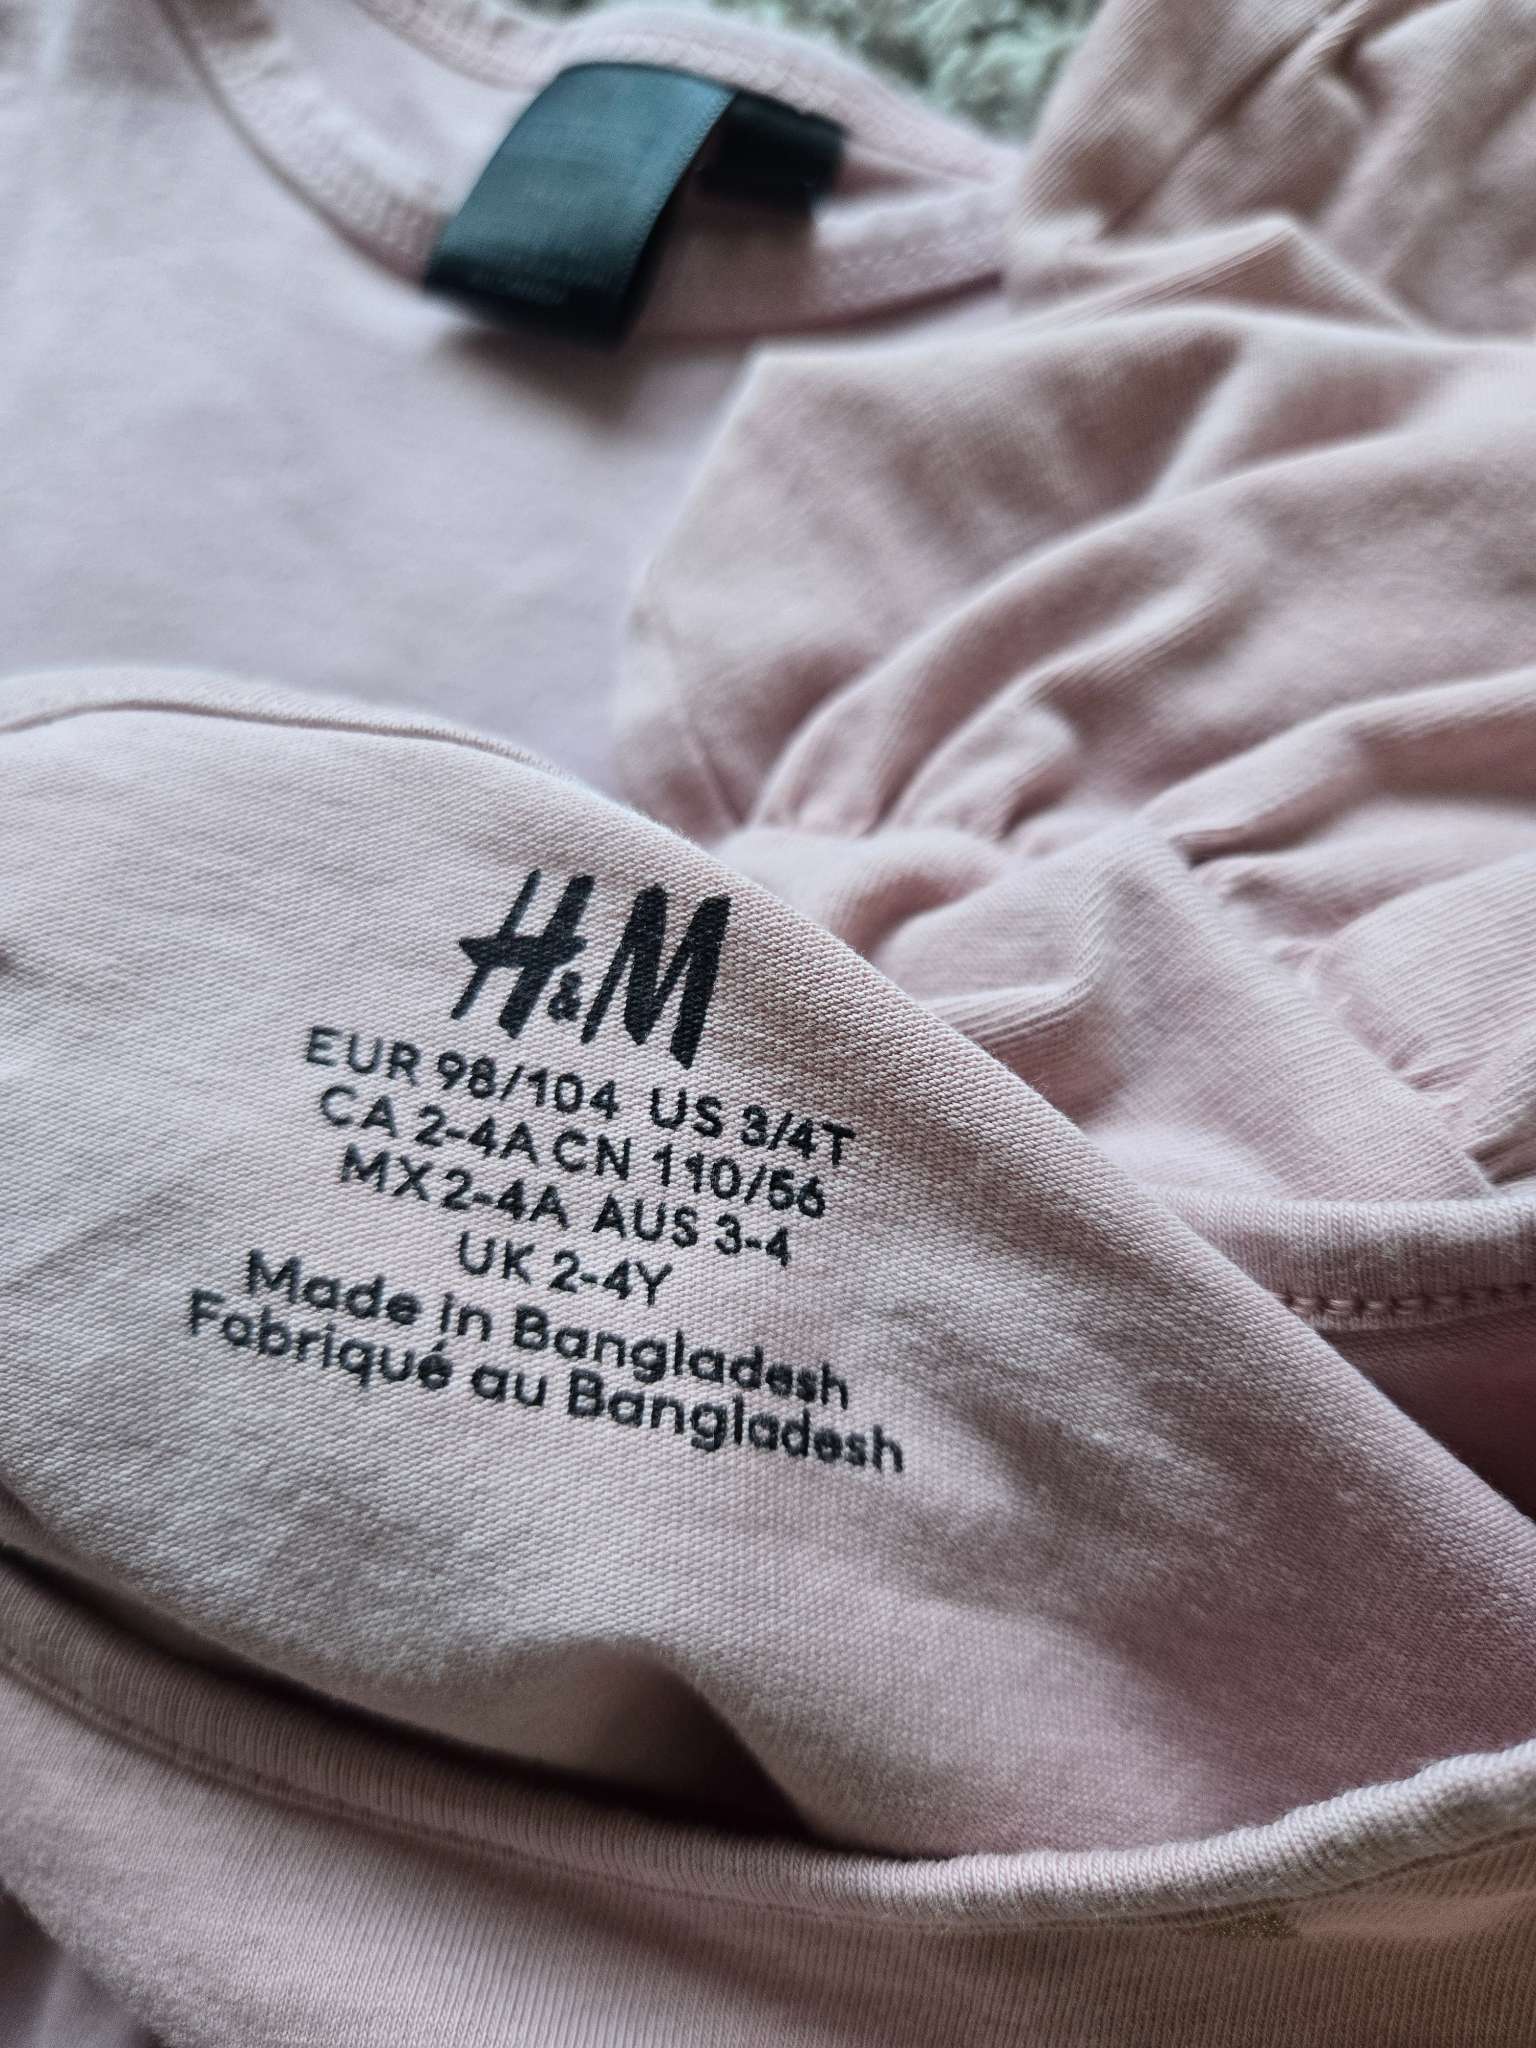 H&M
EUR 98/104 US 3/4T
CA 2-4A CN 110/56
MX 2-4A AUS 3-4
UK 2-4Y
Made in Bangladesh
Fabriqué au Bangladesh